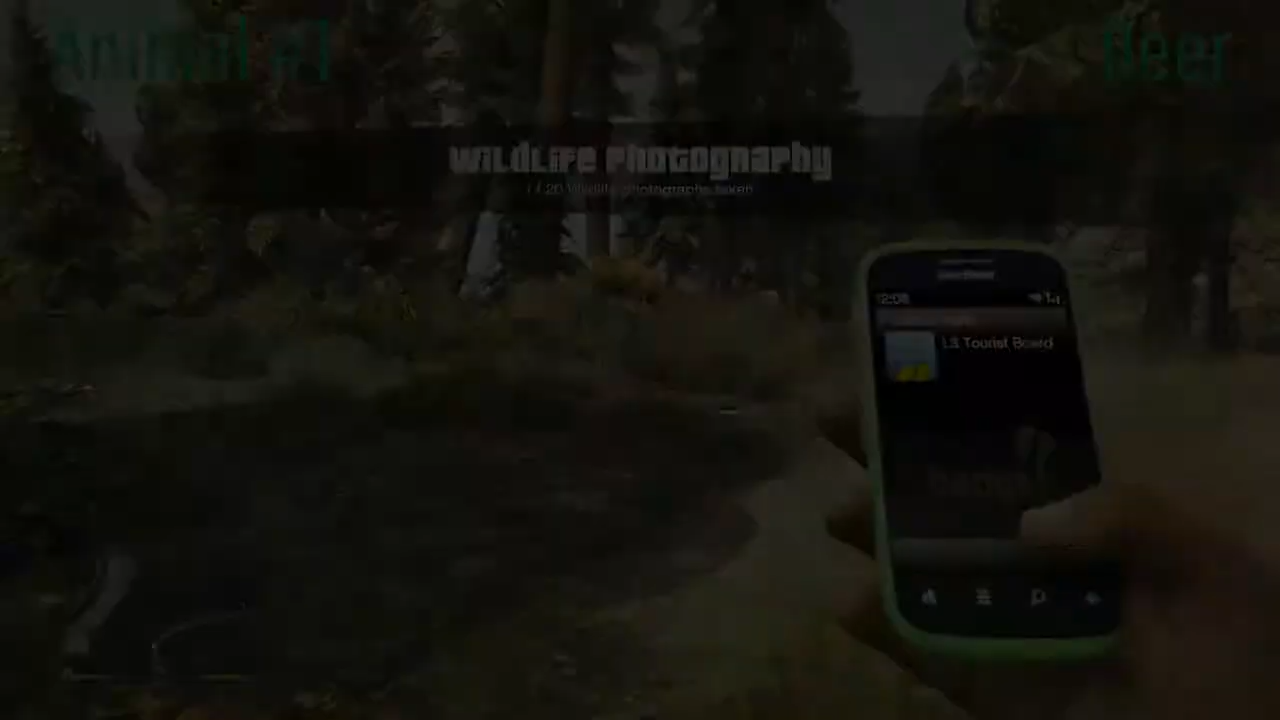 Animal #1
Deer
Wildlife Photography
1 / 20 Wildlife photographs taken
12:08
LS Tourist Board